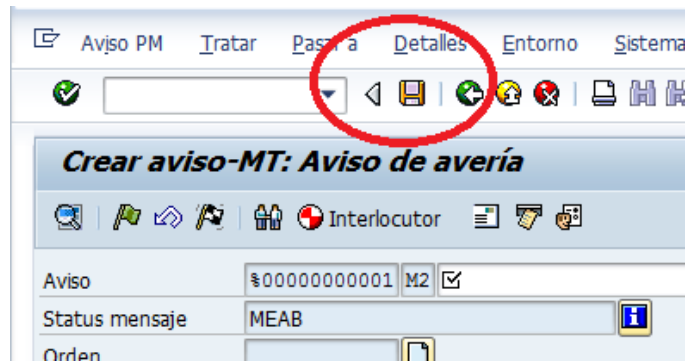 Aviso PM Tratar Pasar a Detalles Entorno Sistema
Crear aviso-MT: Aviso de avería
Interlocutor
Aviso %00000000001 M2
Status mensaje MEAB
Orden